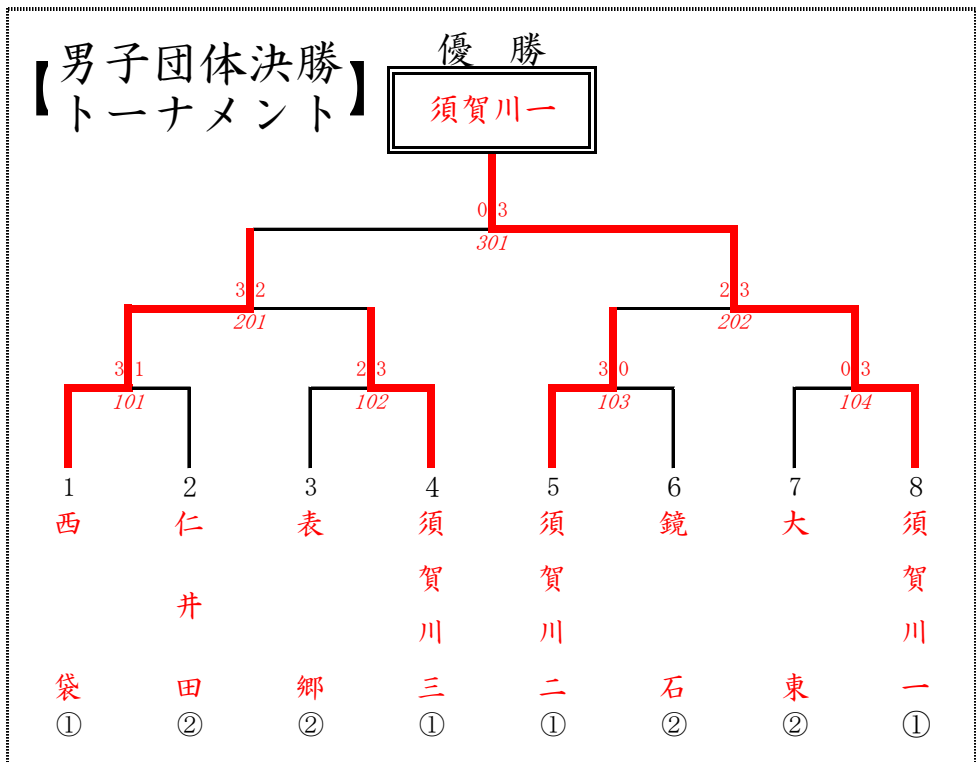 【男子団体決勝トーナメント】
優　勝
須賀川一
0 3
301
3 2
201
2 3
202
3 1
101
2 3
102
3 0
103
0 3
104
1 2 3 4 5 6 7 8
西袋
仁井田
表郷
須賀川三
須賀川二
鏡石
大東
須賀川一
① ② ② ① ① ② ② ①